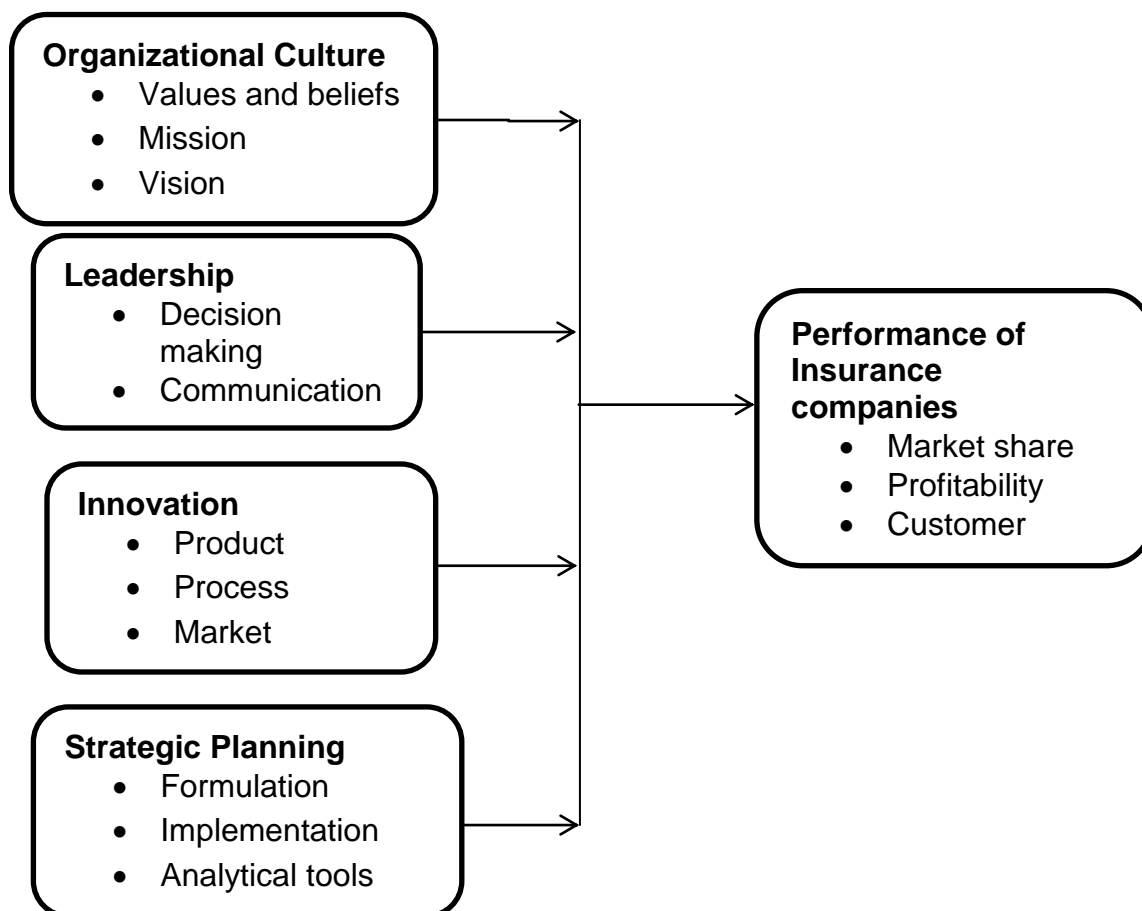 Organizational Culture
• Values and beliefs
• Mission
• Vision
Leadership
• Decision
making
• Communication
Innovation
• Product
• Process
• Market
Strategic Planning
• Formulation
• Implementation
• Analytical tools
Performance of
Insurance
companies
• Market share
• Profitability
• Customer